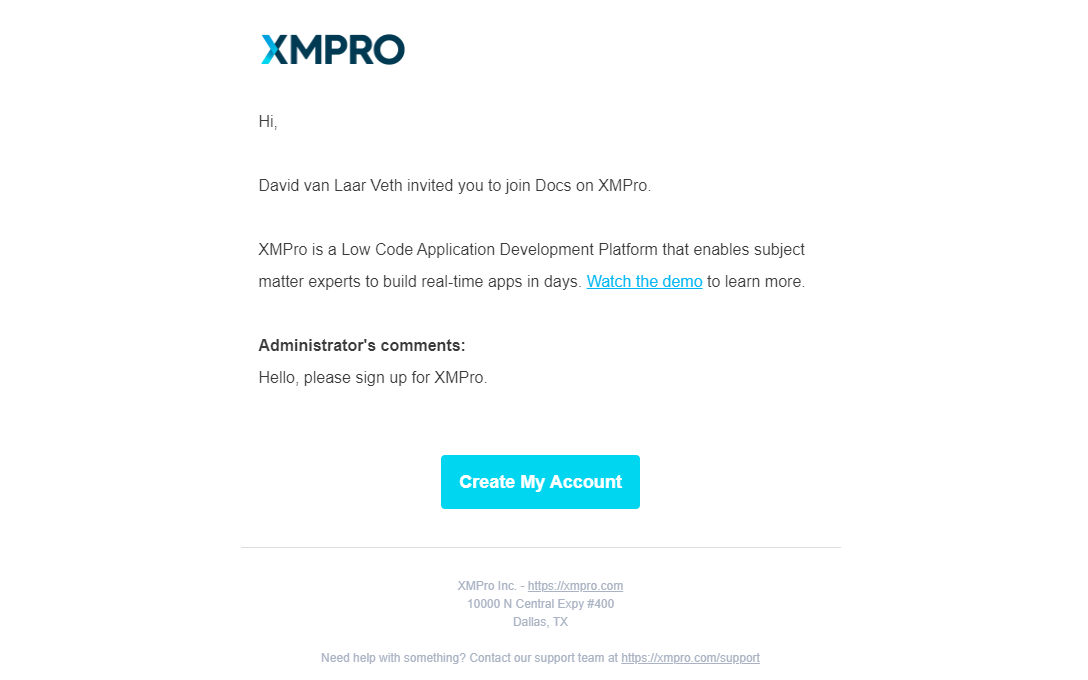 XMPRO
Hi,
David van Laar Veth invited you to join Docs on XMPro.
XMPro is a Low Code Application Development Platform that enables subject
matter experts to build real-time apps in days. Watch the demo to learn more.
Administrator's comments:
Hello, please sign up for XMPro.
Create My Account
XMPro Inc. - https://xmpro.com
10000 N Central Expy #400
Dallas, TX
Need help with something? Contact our support team at https://xmpro.com/support